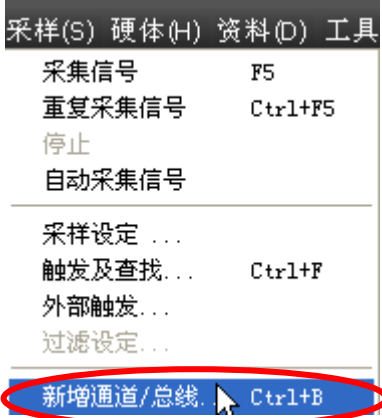 采样(S) 硬体(H) 资料(D) 工具
采集信号 F5
重复采集信号 Ctrl+F5
停止
自动采集信号
采样设定 ...
触发及查找... Ctrl+F
外部触发...
过滤设定...
新增通道/总线.. Ctrl+B